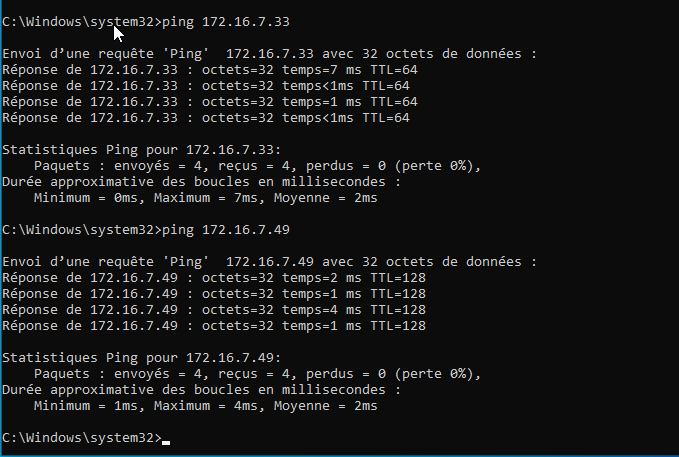 C:\Windows\system32>ping 172.16.7.33
Envoi d’une requête 'Ping'  172.16.7.33 avec 32 octets de données :
Réponse de 172.16.7.33 : octets=32 temps=7 ms TTL=64
Réponse de 172.16.7.33 : octets=32 temps<1ms TTL=64
Réponse de 172.16.7.33 : octets=32 temps=1 ms TTL=64
Réponse de 172.16.7.33 : octets=32 temps<1ms TTL=64
Statistiques Ping pour 172.16.7.33:
    Paquets : envoyés = 4, reçus = 4, perdus = 0 (perte 0%),
Durée approximative des boucles en millisecondes :
    Minimum = 0ms, Maximum = 7ms, Moyenne = 2ms
C:\Windows\system32>ping 172.16.7.49
Envoi d’une requête 'Ping'  172.16.7.49 avec 32 octets de données :
Réponse de 172.16.7.49 : octets=32 temps=2 ms TTL=128
Réponse de 172.16.7.49 : octets=32 temps=1 ms TTL=128
Réponse de 172.16.7.49 : octets=32 temps=4 ms TTL=128
Réponse de 172.16.7.49 : octets=32 temps=1 ms TTL=128
Statistiques Ping pour 172.16.7.49:
    Paquets : envoyés = 4, reçus = 4, perdus = 0 (perte 0%),
Durée approximative des boucles en millisecondes :
    Minimum = 1ms, Maximum = 4ms, Moyenne = 2ms
C:\Windows\system32>